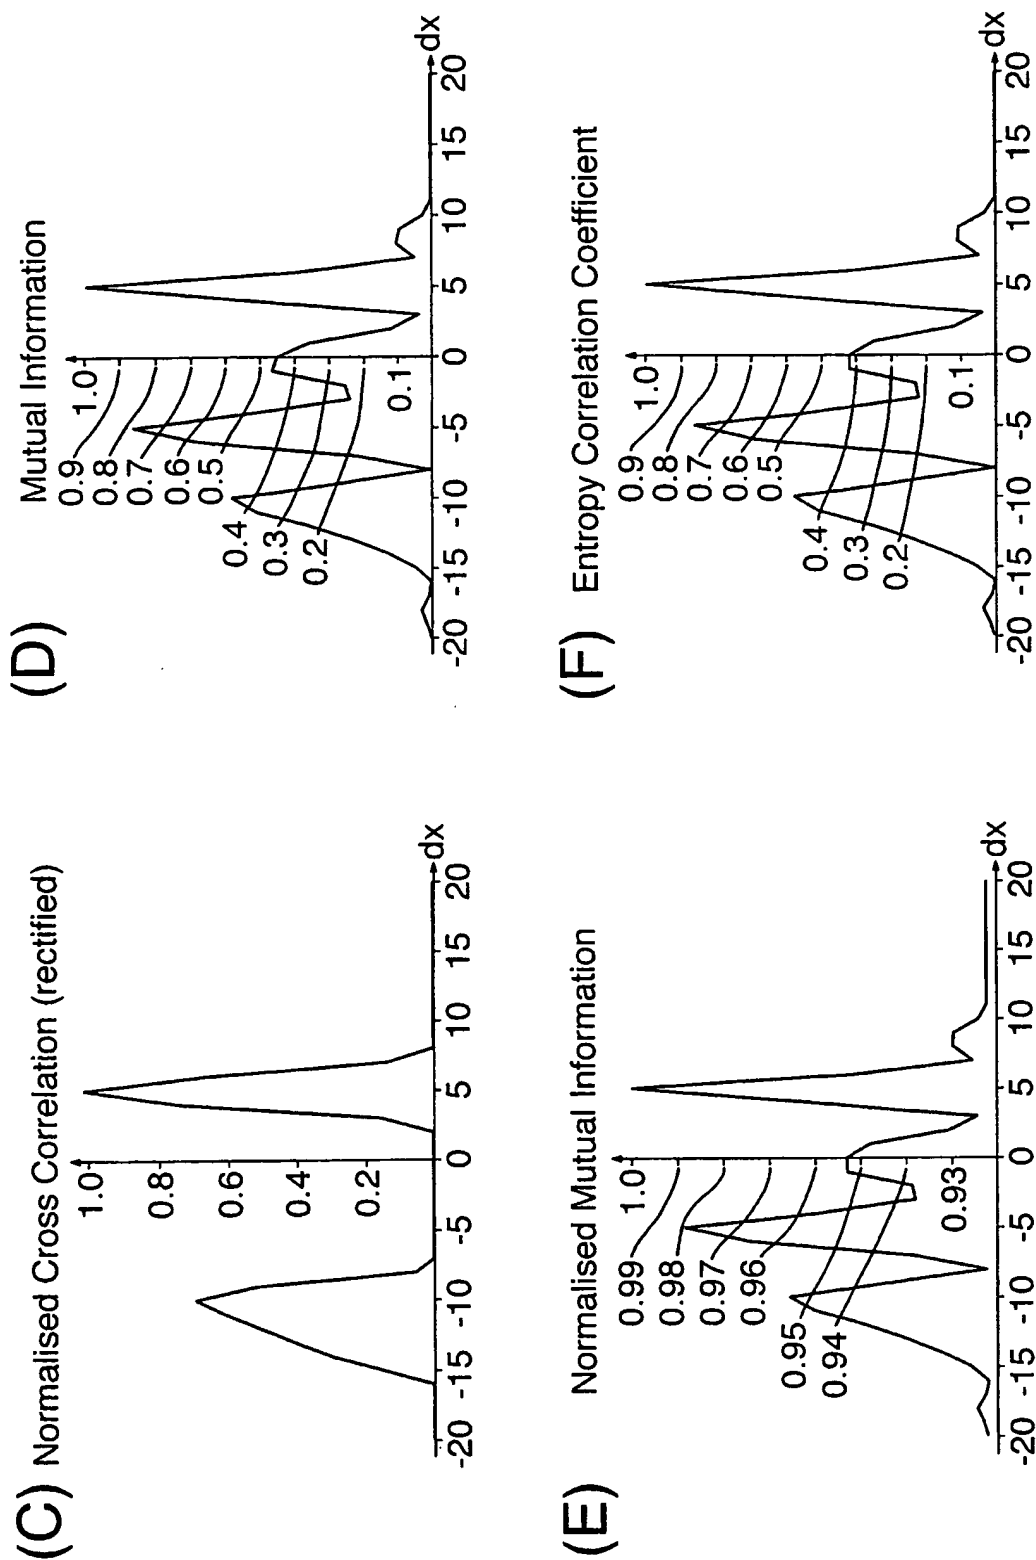 (C) Normalised Cross Correlation (rectified)
1.0
0.8
0.6
0.4
0.2
dx
-20 -15 -10 -5 0 5 10 15 20
(D) Mutual Information
1.0
0.9
0.8
0.7
0.6
0.5
0.4
0.3
0.2
0.1
dx
-20 -15 -10 -5 0 5 10 15 20
(E) Normalised Mutual Information
1.0
0.99
0.98
0.97
0.96
0.95
0.94
0.93
dx
-20 -15 -10 -5 0 5 10 15 20
(F) Entropy Correlation Coefficient
1.0
0.9
0.8
0.7
0.6
0.5
0.4
0.3
0.2
0.1
dx
-20 -15 -10 -5 0 5 10 15 20